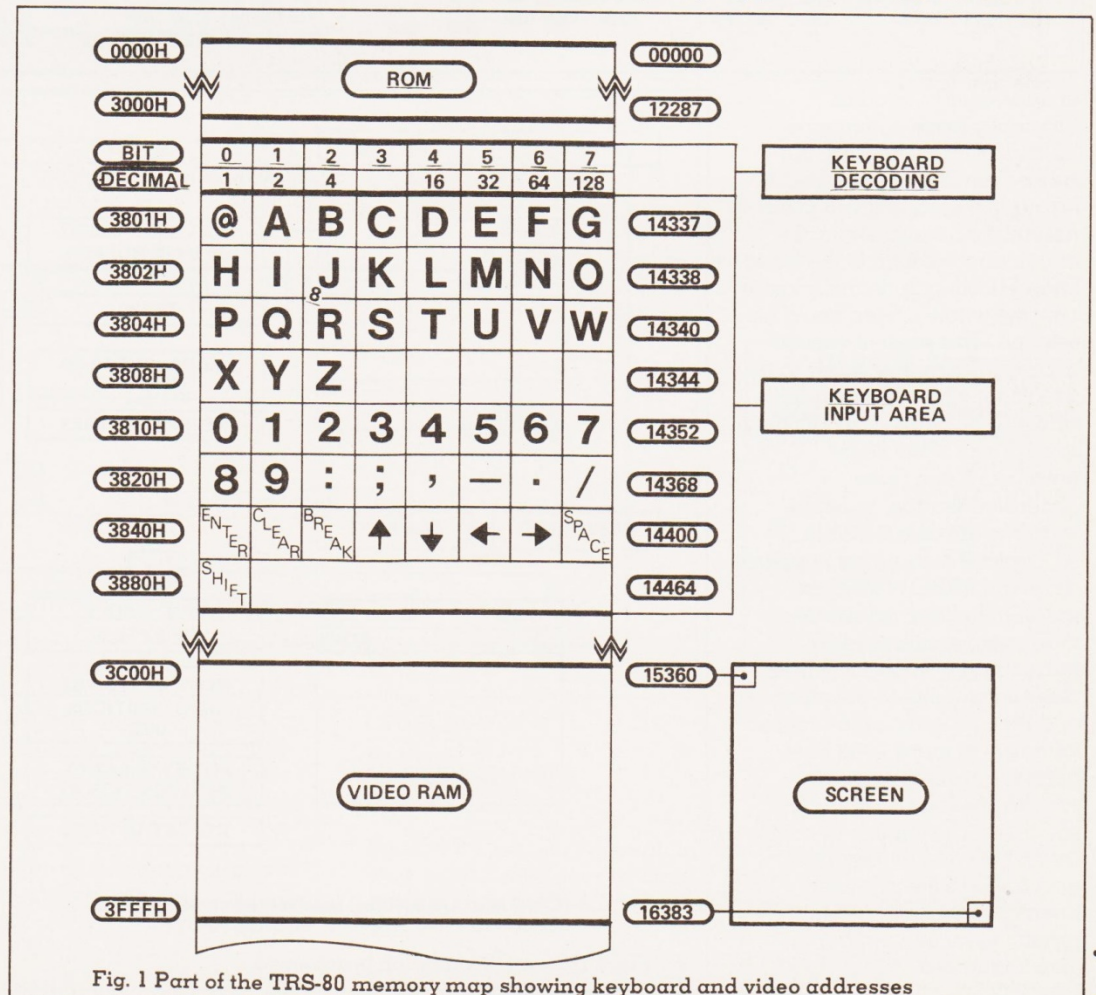 0000H 00000
ROM
3000H 12287
BIT 0 1 2 3 4 5 6 7
DECIMAL 1 2 4 16 32 64 128
KEYBOARD
DECODING
3801H @ A B C D E F G 14337
3802H H I J K L M N O 14338
8
3804H P Q R S T U V W 14340
3808H X Y Z 14344
KEYBOARD
INPUT AREA
3810H 0 1 2 3 4 5 6 7 14352
3820H 8 9 : ; , — . / 14368
3840H ENTER CLEAR BREAK ↑ ↓ ← → SPACE 14400
3880H SHIFT 14464
3C00H 15360
VIDEO RAM SCREEN
3FFFH 16383
Fig. 1 Part of the TRS-80 memory map showing keyboard and video addresses